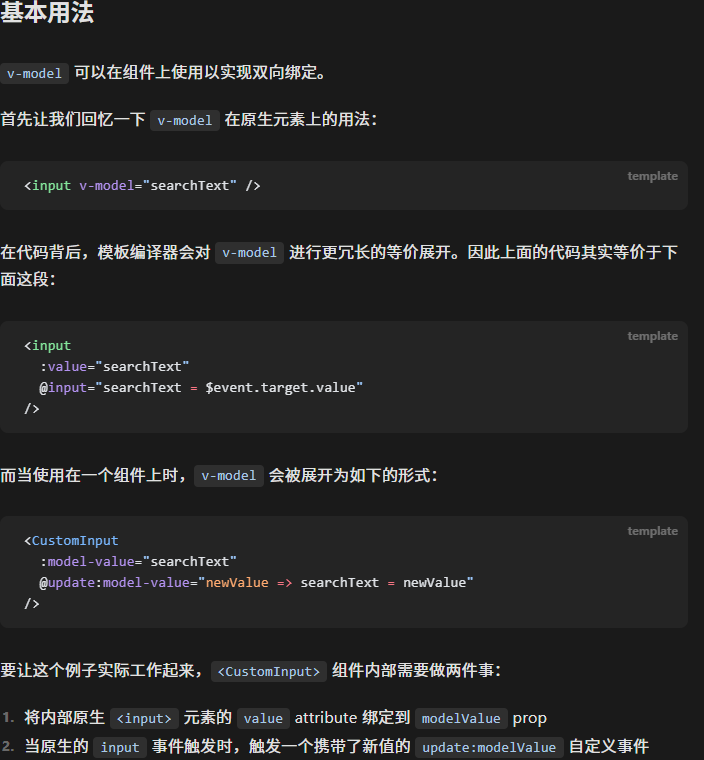 基本用法
v-model 可以在组件上使用以实现双向绑定。
首先让我们回忆一下 v-model 在原生元素上的用法：
template
<input v-model="searchText" />
在代码背后，模板编译器会对 v-model 进行更冗长的等价展开。因此上面的代码其实等价于下
面这段：
template
<input
  :value="searchText"
  @input="searchText = $event.target.value"
/>
而当使用在一个组件上时，v-model 会被展开为如下的形式：
template
<CustomInput
  :model-value="searchText"
  @update:model-value="newValue => searchText = newValue"
/>
要让这个例子实际工作起来，<CustomInput> 组件内部需要做两件事：
1. 将内部原生 <input> 元素的 value attribute 绑定到 modelValue prop
2. 当原生的 input 事件触发时，触发一个携带了新值的 update:modelValue 自定义事件